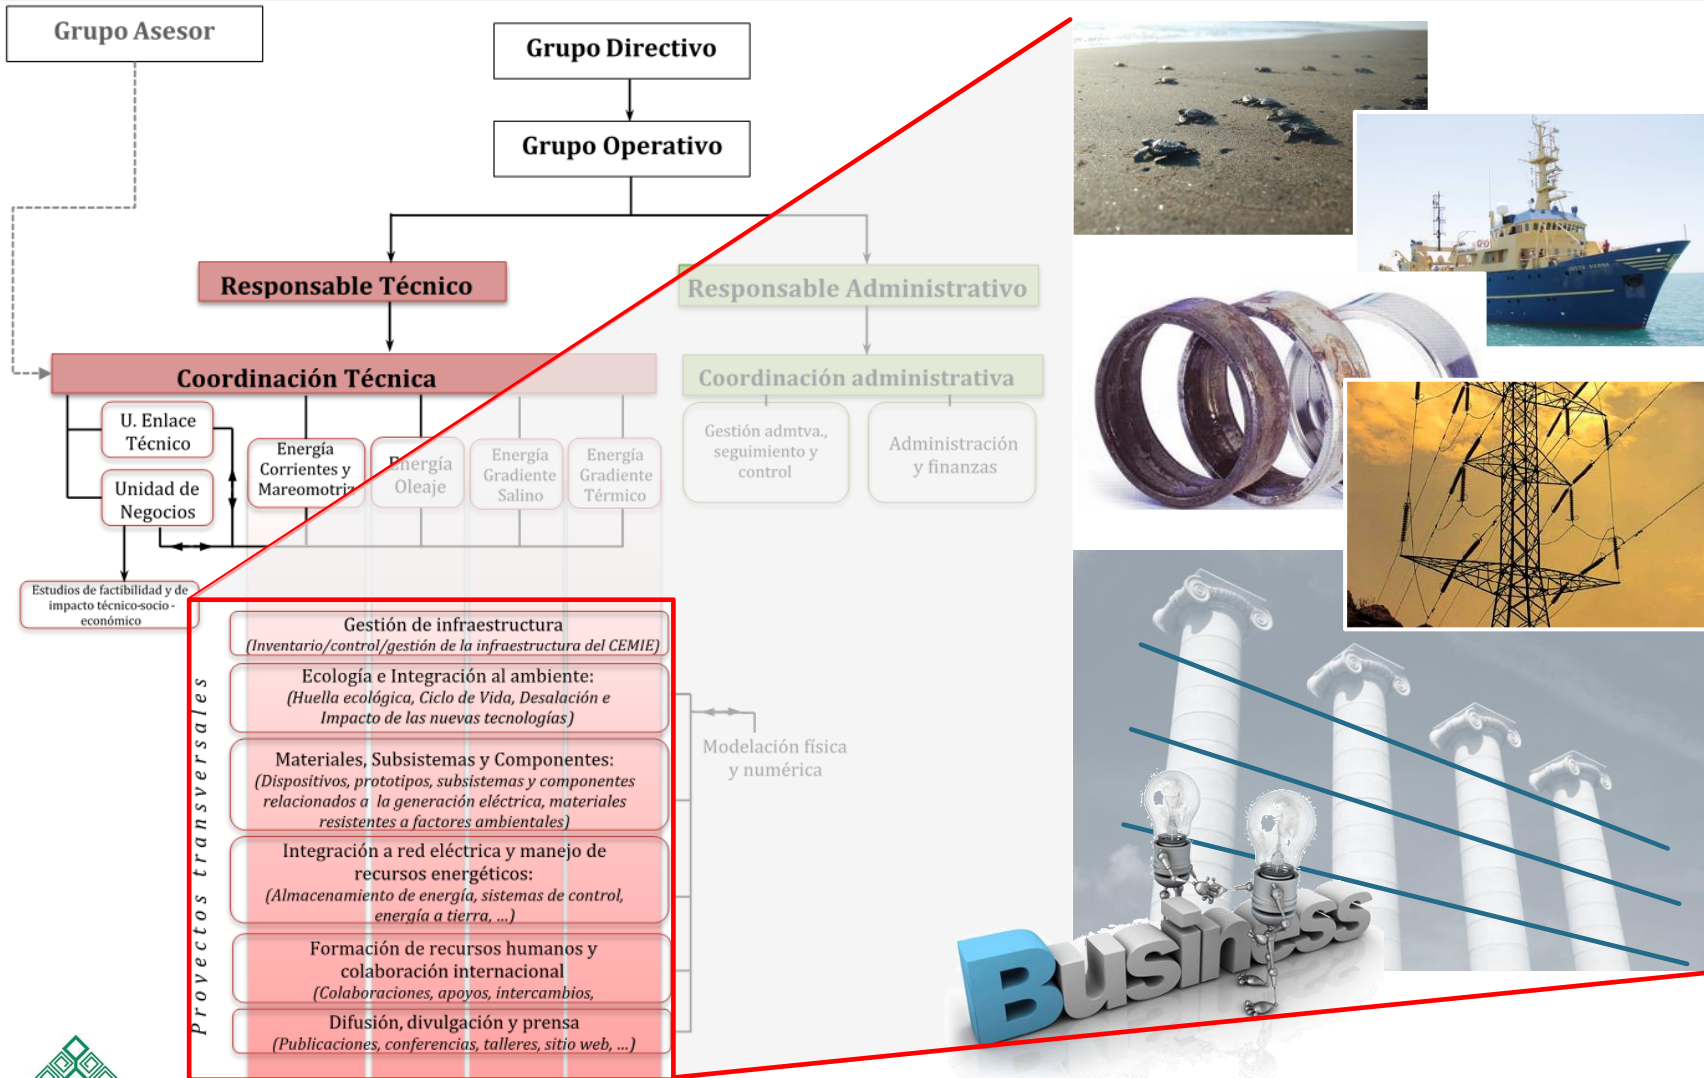 Grupo Asesor
Grupo Directivo
Grupo Operativo
Responsable Técnico
Responsable Administrativo
Coordinación Técnica
Coordinación administrativa
U. Enlace
Técnico
Unidad de
Negocios
Energía
Corrientes y
Mareomotriz
Energía
Oleaje
Energía
Gradiente
Salino
Energía
Gradiente
Térmico
Gestión admtva.,
seguimiento y
control
Administración
y finanzas
Estudios de factibilidad y de
impacto técnico-socio -
económico
Proyectos transversales
Gestión de infraestructura
(Inventario/control/gestión de la infraestructura del CEMIE)
Ecología e Integración al ambiente:
(Huella ecológica, Ciclo de Vida, Desalación e
Impacto de las nuevas tecnologías)
Materiales, Subsistemas y Componentes:
(Dispositivos, prototipos, subsistemas y componentes
relacionados a la generación eléctrica, materiales
resistentes a factores ambientales)
Integración a red eléctrica y manejo de
recursos energéticos:
(Almacenamiento de energía, sistemas de control,
energía a tierra, ...)
Formación de recursos humanos y
colaboración internacional
(Colaboraciones, apoyos, intercambios,
Difusión, divulgación y prensa
(Publicaciones, conferencias, talleres, sitio web, ...)
Modelación física
y numérica
Business